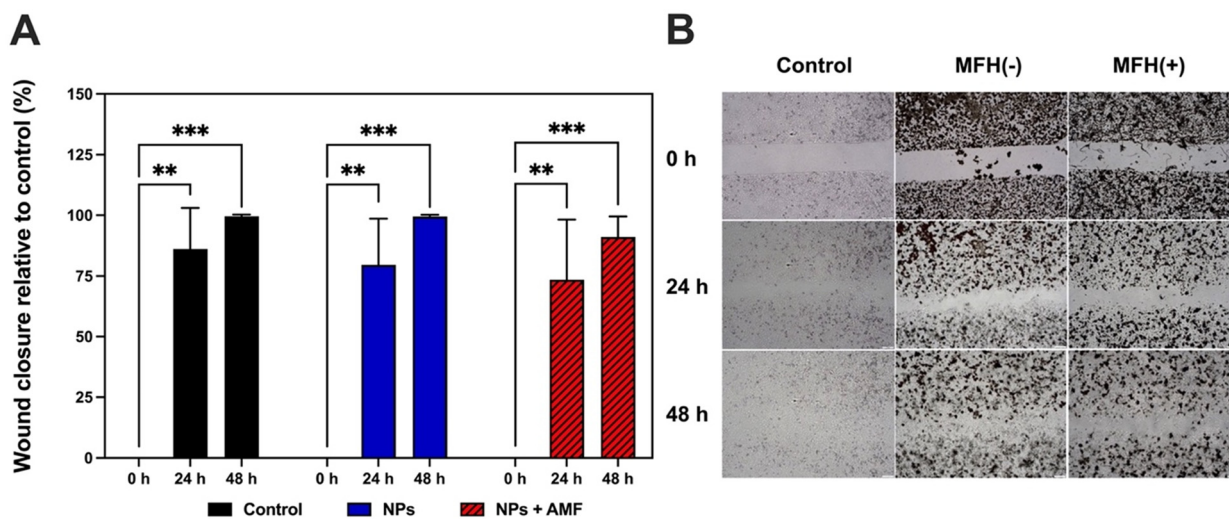 A
Wound closure relative to control (%)
150
125
100
75
50
25
0
*** *** ***
** ** **
0 h 24 h 48 h 0 h 24 h 48 h 0 h 24 h 48 h
Control NPs NPs + AMF
B
Control MFH(-) MFH(+)
0 h
24 h
48 h